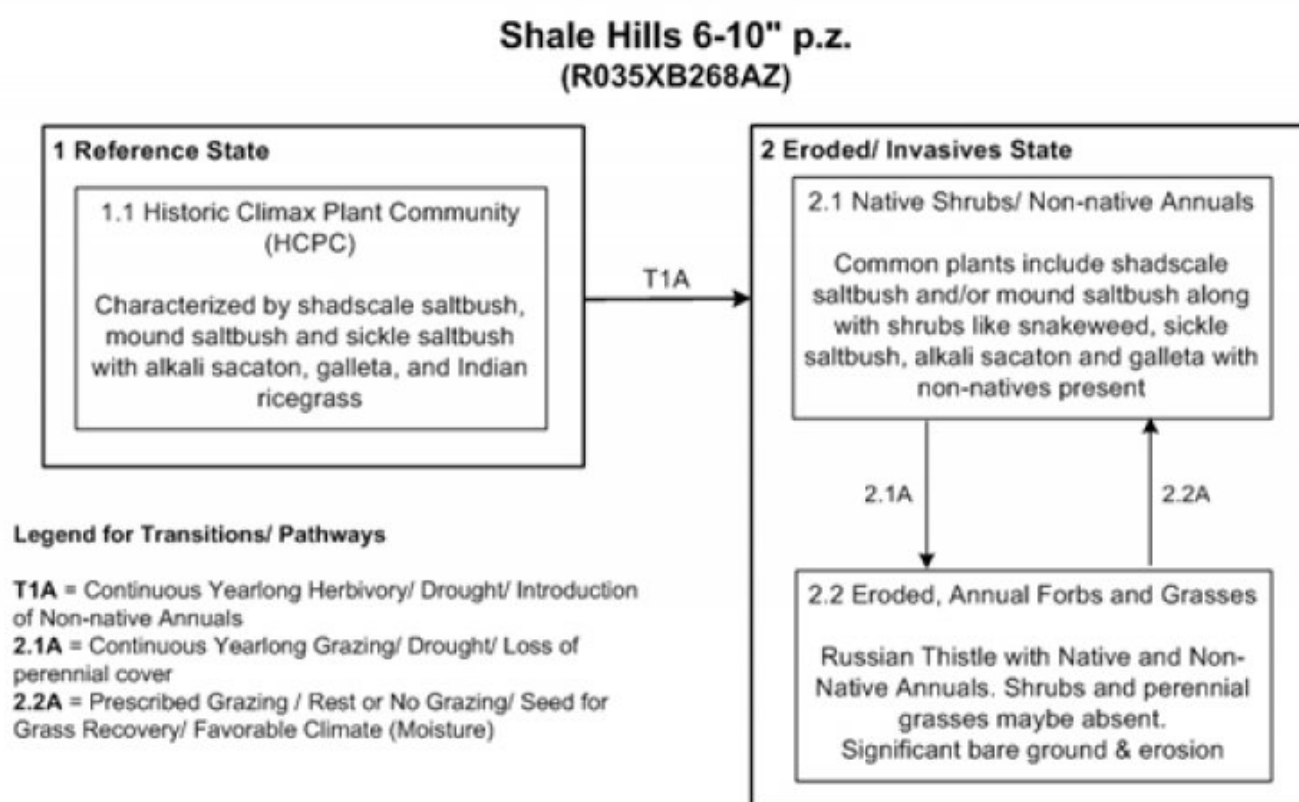 Shale Hills 6-10" p.z.
(R035XB268AZ)
1 Reference State
1.1 Historic Climax Plant Community
(HCPC)
Characterized by shadscale saltbush,
mound saltbush and sickle saltbush
with alkali sacaton, galleta, and Indian
ricegrass
T1A
2 Eroded/ Invasives State
2.1 Native Shrubs/ Non-native Annuals
Common plants include shadscale
saltbush and/or mound saltbush along
with shrubs like snakeweed, sickle
saltbush, alkali sacaton and galleta with
non-natives present
2.1A
2.2A
2.2 Eroded, Annual Forbs and Grasses
Russian Thistle with Native and Non-
Native Annuals. Shrubs and perennial
grasses maybe absent.
Significant bare ground & erosion
Legend for Transitions/ Pathways
T1A = Continuous Yearlong Herbivory/ Drought/ Introduction
of Non-native Annuals
2.1A = Continuous Yearlong Grazing/ Drought/ Loss of
perennial cover
2.2A = Prescribed Grazing / Rest or No Grazing/ Seed for
Grass Recovery/ Favorable Climate (Moisture)